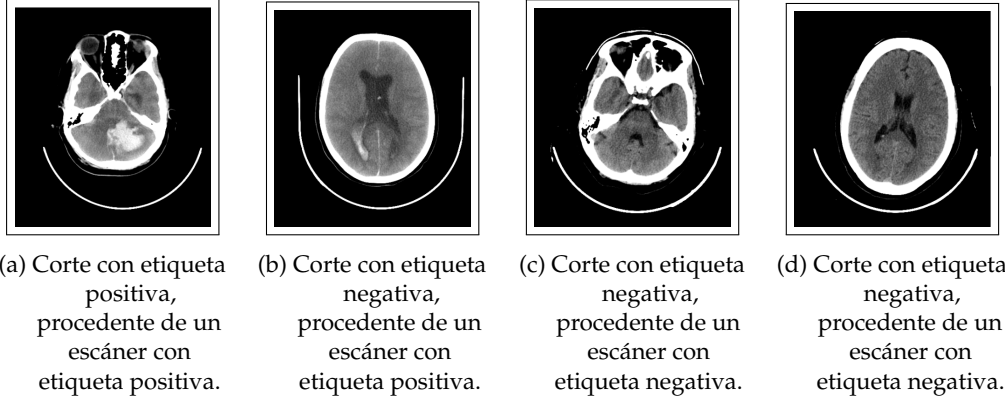 (a) Corte con etiqueta
positiva,
procedente de un
escáner con
etiqueta positiva.
(b) Corte con etiqueta
negativa,
procedente de un
escáner con
etiqueta positiva.
(c) Corte con etiqueta
negativa,
procedente de un
escáner con
etiqueta negativa.
(d) Corte con etiqueta
negativa,
procedente de un
escáner con
etiqueta negativa.